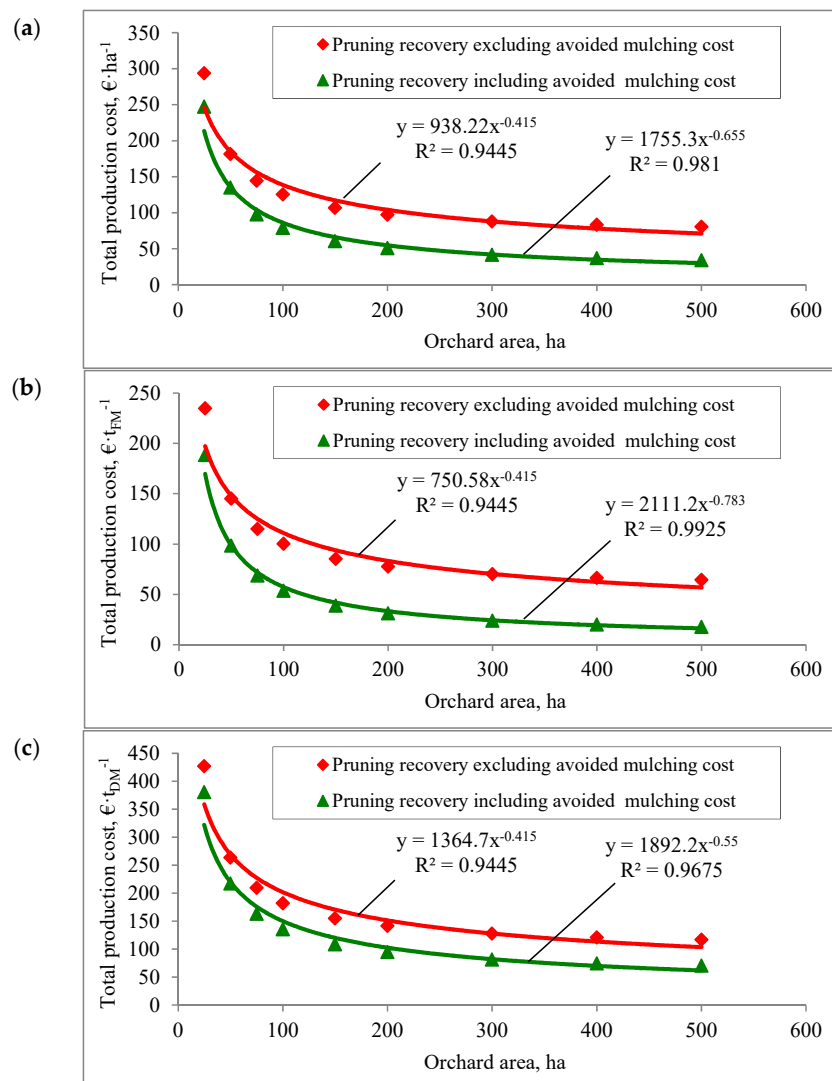 (a)
Total production cost, €·ha⁻¹
350
300
250
200
150
100
50
0
Pruning recovery excluding avoided mulching cost
Pruning recovery including avoided mulching cost
y = 938.22x⁻⁰·⁴¹⁵
R² = 0.9445
y = 1755.3x⁻⁰·⁶⁵⁵
R² = 0.981
0 100 200 300 400 500 600
Orchard area, ha
(b)
Total production cost, €·t_FM⁻¹
250
200
150
100
50
0
Pruning recovery excluding avoided mulching cost
Pruning recovery including avoided mulching cost
y = 750.58x⁻⁰·⁴¹⁵
R² = 0.9445
y = 2111.2x⁻⁰·⁷⁸³
R² = 0.9925
0 100 200 300 400 500 600
Orchard area, ha
(c)
Total production cost, €·t_DM⁻¹
450
400
350
300
250
200
150
100
50
0
Pruning recovery excluding avoided mulching cost
Pruning recovery including avoided mulching cost
y = 1364.7x⁻⁰·⁴¹⁵
R² = 0.9445
y = 1892.2x⁻⁰·⁵⁵
R² = 0.9675
0 100 200 300 400 500 600
Orchard area, ha